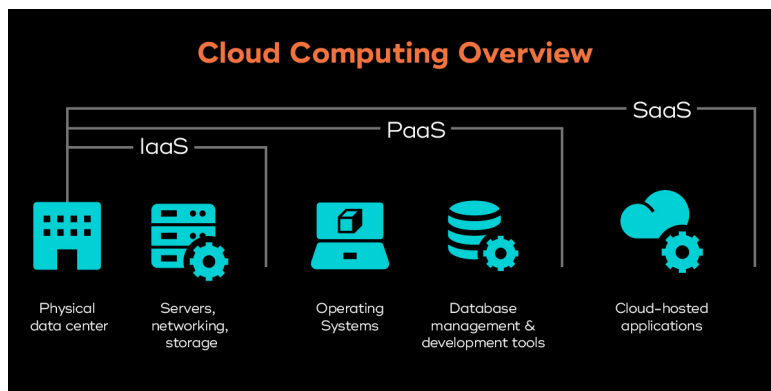 Cloud Computing Overview
SaaS
PaaS
IaaS
Physical
data center
Servers,
networking,
storage
Operating
Systems
Database
management &
development tools
Cloud-hosted
applications